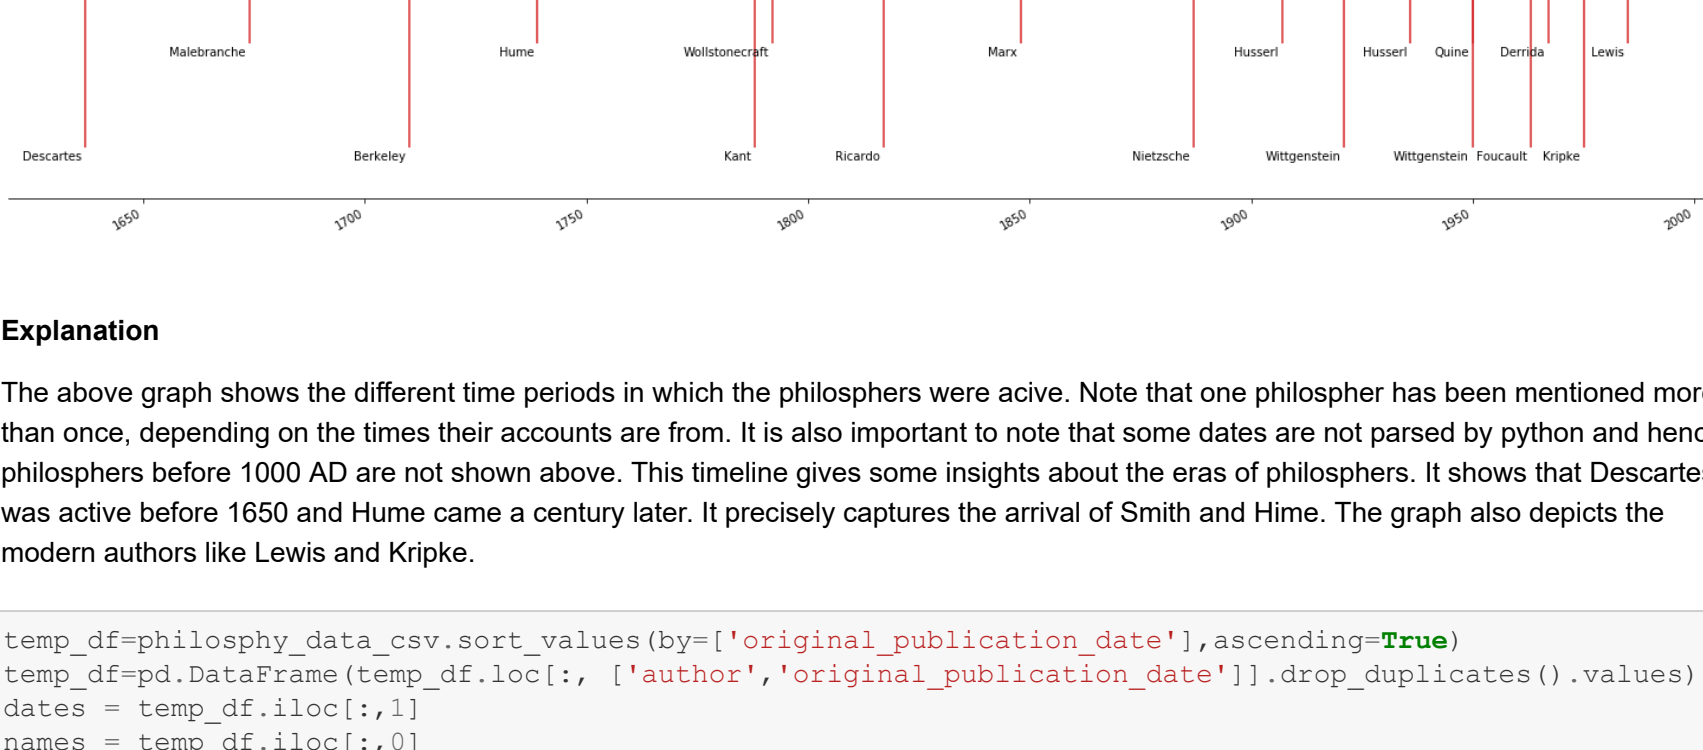 Malebranche Hume Wollstonecraft Marx Husserl Husserl Quine Derrida Lewis
Descartes Berkeley Kant Ricardo Nietzsche Wittgenstein Wittgenstein Foucault Kripke
1650 1700 1750 1800 1850 1900 1950 2000
Explanation
The above graph shows the different time periods in which the philosphers were acive. Note that one philospher has been mentioned mor
than once, depending on the times their accounts are from. It is also important to note that some dates are not parsed by python and henc
philosphers before 1000 AD are not shown above. This timeline gives some insights about the eras of philosphers. It shows that Descartes
was active before 1650 and Hume came a century later. It precisely captures the arrival of Smith and Hime. The graph also depicts the
modern authors like Lewis and Kripke.
temp_df=philosphy_data_csv.sort_values(by=['original_publication_date'],ascending=True)
temp_df=pd.DataFrame(temp_df.loc[:, ['author','original_publication_date']].drop_duplicates().values)
dates = temp_df.iloc[:,1]
names = temp_df.iloc[:,0]